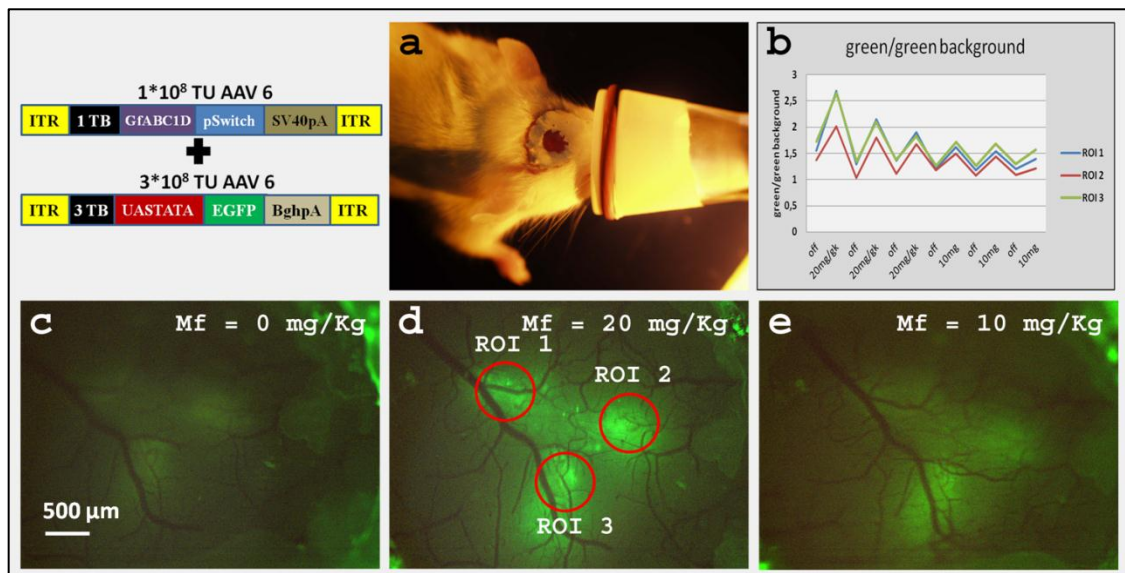 1*10⁸ TU AAV 6
ITR 1 TB GfABC1D pSwitch SV40pA ITR
3*10⁸ TU AAV 6
ITR 3 TB UASTATA EGFP BghpA ITR
a
b
green/green background
green/green background
3
2,5
2
1,5
1
0,5
0
off
20mg/gk
off
20mg/gk
off
20mg/gk
off
10mg
off
10mg
off
10mg
ROI 1
ROI 2
ROI 3
c
Mf = 0 mg/Kg
500 µm
d
Mf = 20 mg/Kg
ROI 1
ROI 2
ROI 3
e
Mf = 10 mg/Kg